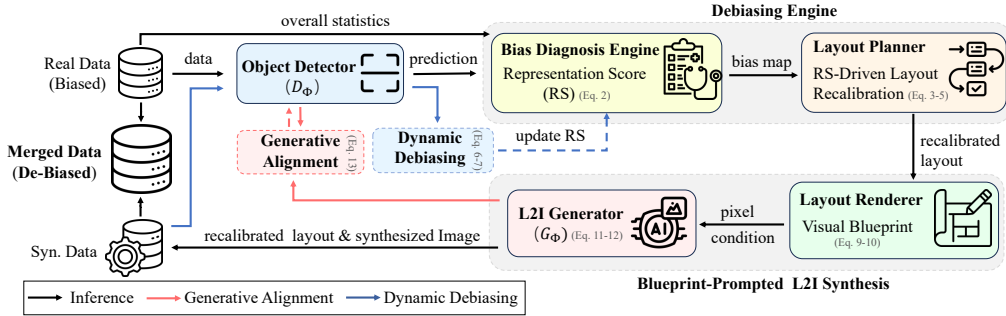 overall statistics
Debiasing Engine
Real Data
(Biased)
data
Object Detector
(D_Φ)
prediction
Bias Diagnosis Engine
Representation Score
(RS) (Eq. 2)
bias map
Layout Planner
RS-Driven Layout
Recalibration (Eq. 3-5)
Merged Data
(De-Biased)
Generative
Alignment
(Eq. 13)
Dynamic
Debiasing
(Eq. 6-7)
update RS
recalibrated
layout
Syn. Data
recalibrated layout & synthesized Image
L2I Generator
(G_Φ) (Eq. 11-12)
AI
pixel
condition
Layout Renderer
Visual Blueprint
(Eq. 9-10)
Blueprint-Prompted L2I Synthesis
Inference
Generative Alignment
Dynamic Debiasing